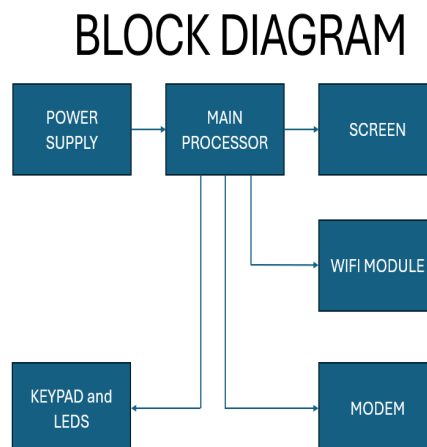 BLOCK DIAGRAM
POWER
SUPPLY
MAIN
PROCESSOR
SCREEN
WIFI MODULE
KEYPAD and
LEDS
MODEM